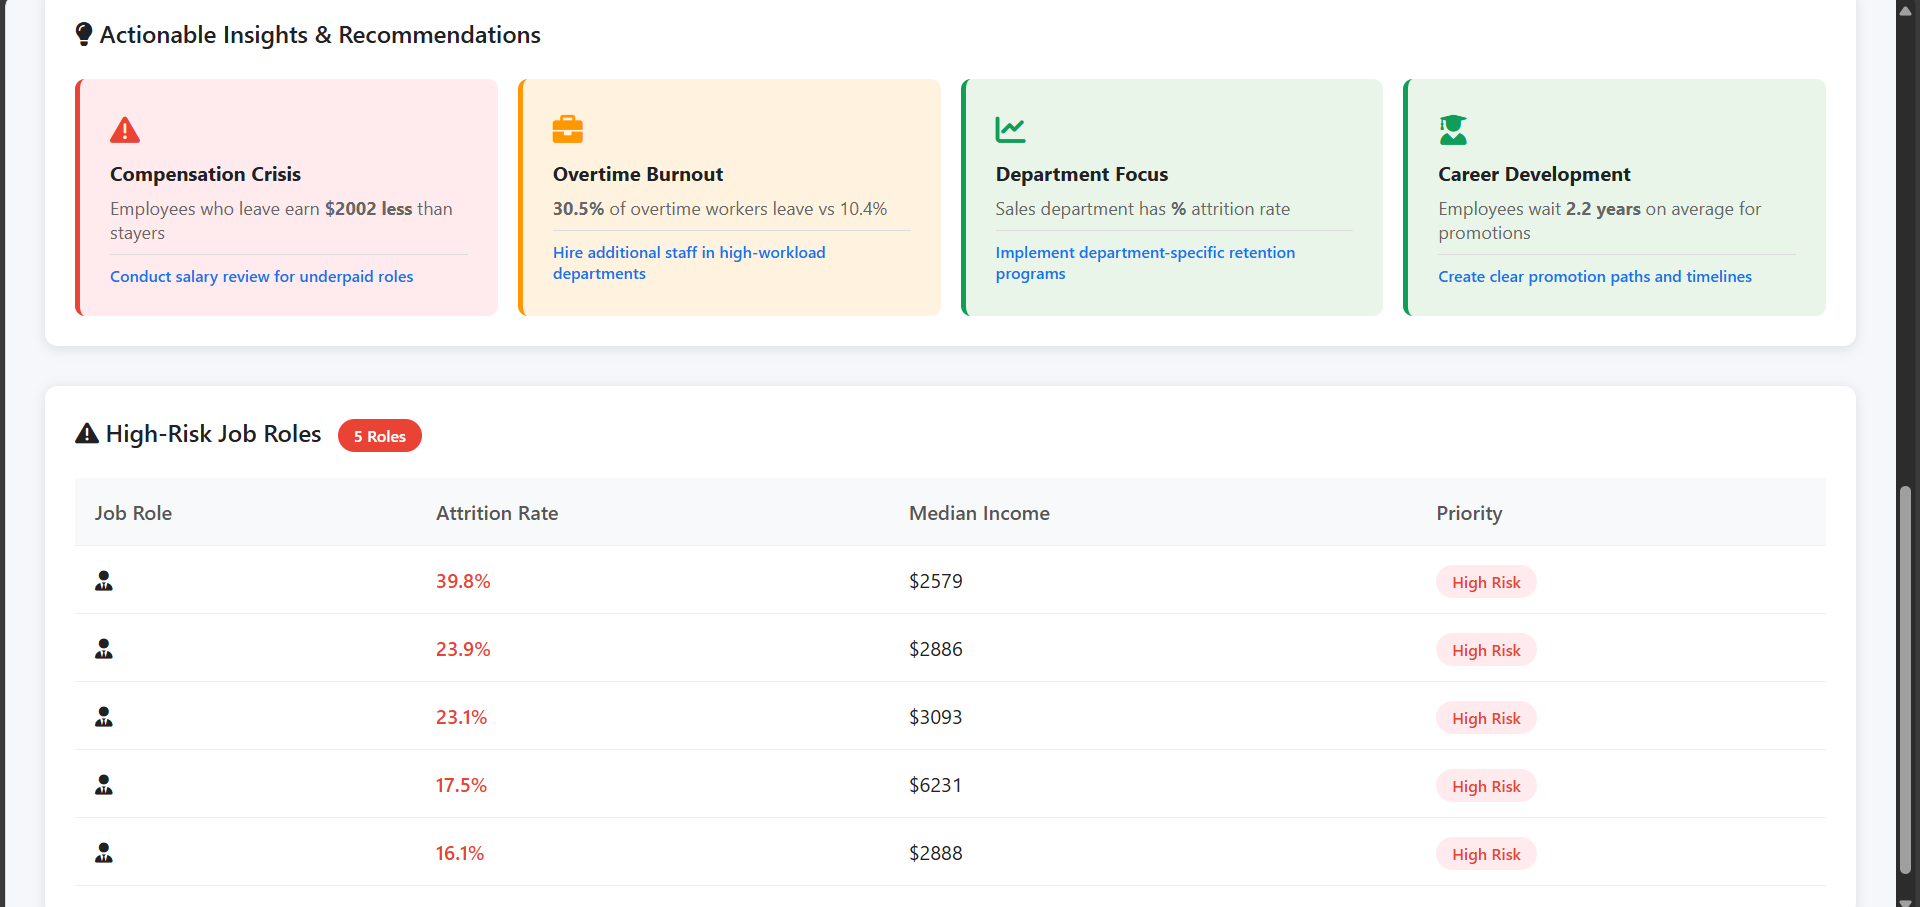 Actionable Insights & Recommendations
Compensation Crisis
Employees who leave earn $2002 less than
stayers
Conduct salary review for underpaid roles
Overtime Burnout
30.5% of overtime workers leave vs 10.4%
Hire additional staff in high-workload
departments
Department Focus
Sales department has % attrition rate
Implement department-specific retention
programs
Career Development
Employees wait 2.2 years on average for
promotions
Create clear promotion paths and timelines
High-Risk Job Roles 5 Roles
Job Role Attrition Rate Median Income Priority
39.8% $2579 High Risk
23.9% $2886 High Risk
23.1% $3093 High Risk
17.5% $6231 High Risk
16.1% $2888 High Risk